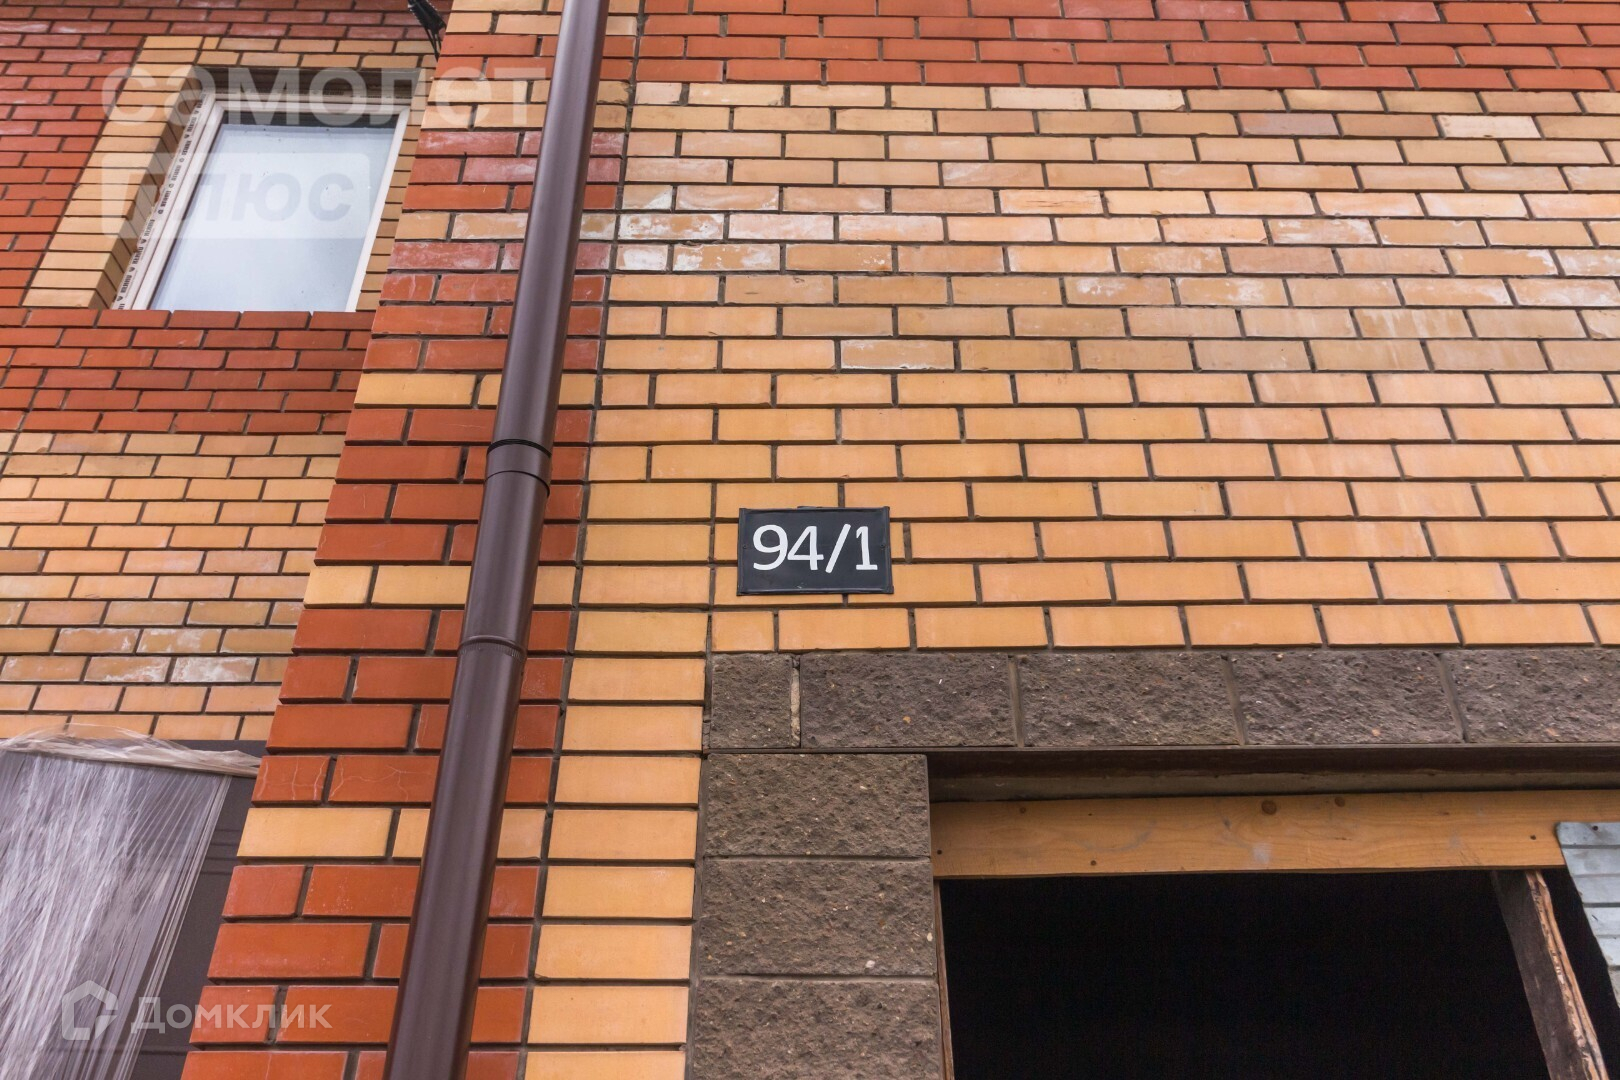 самолет
плюс
94/1
Домклик